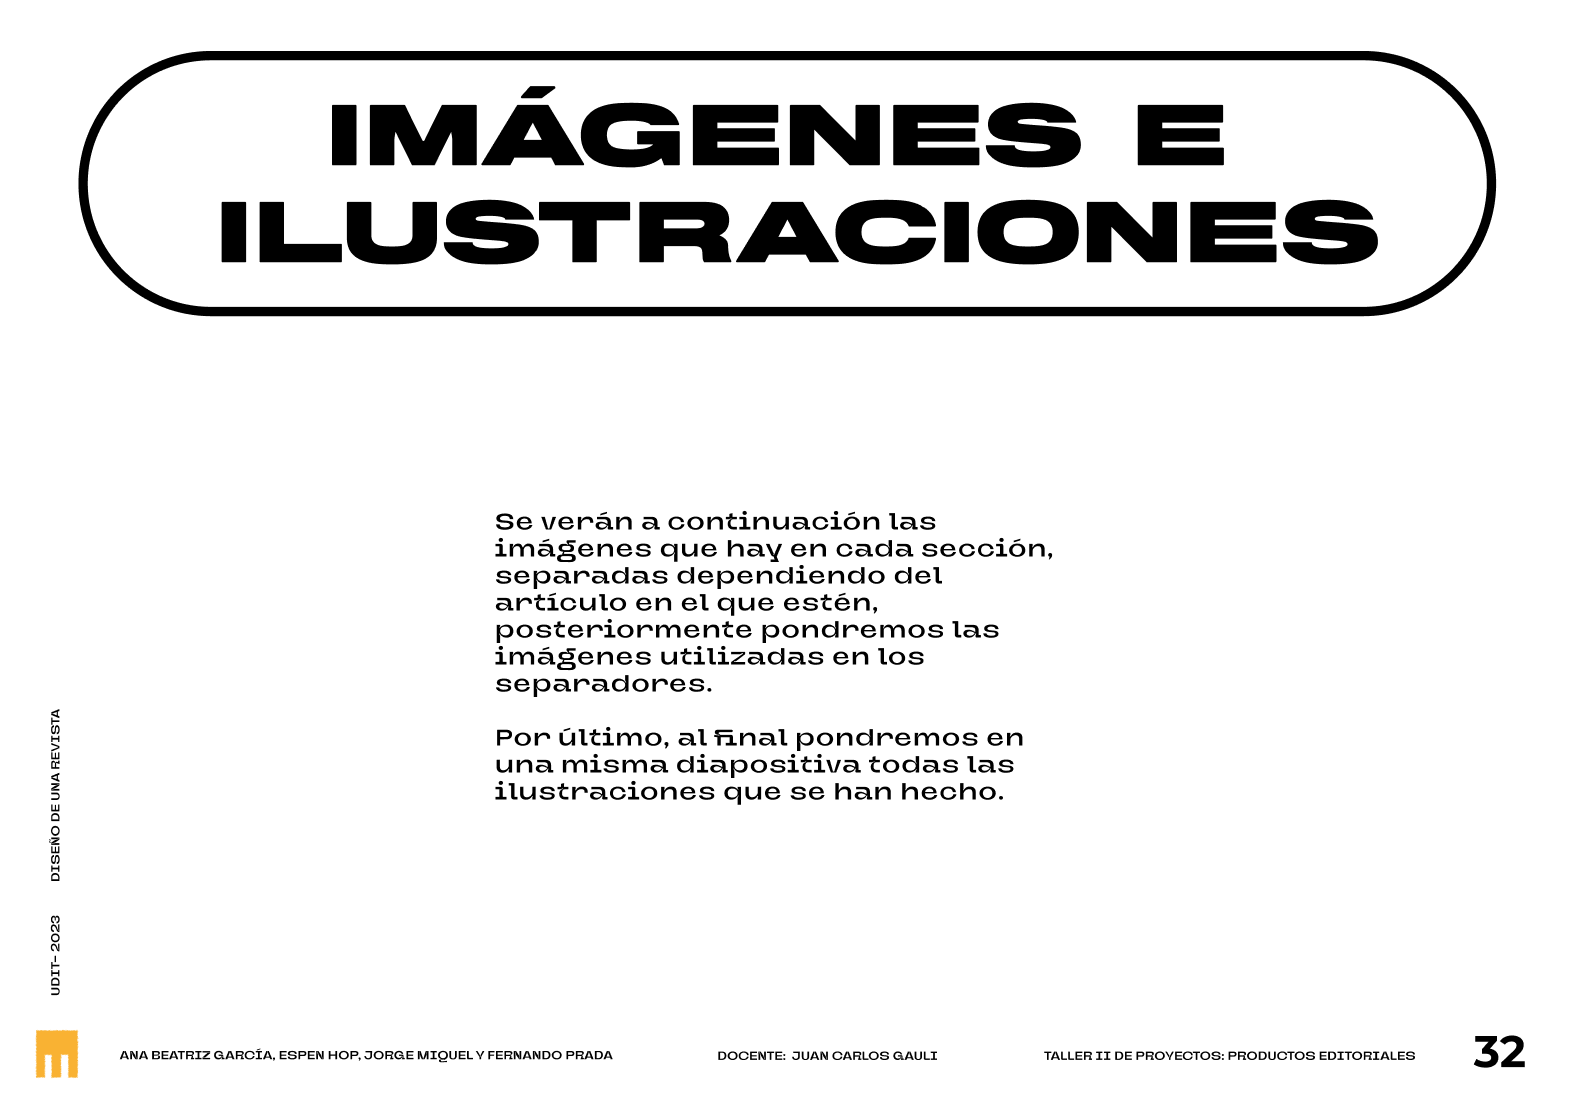 IMÁGENES E
ILUSTRACIONES
Se verán a continuación las
imágenes que hay en cada sección,
separadas dependiendo del
artículo en el que estén,
posteriormente pondremos las
imágenes utilizadas en los
separadores.
Por último, al final pondremos en
una misma diapositiva todas las
ilustraciones que se han hecho.
UDIT- 2023 DISEÑO DE UNA REVISTA
ANA BEATRIZ GARCÍA, ESPEN HOP, JORGE MIQUEL Y FERNANDO PRADA
DOCENTE: JUAN CARLOS GAULI
TALLER II DE PROYECTOS: PRODUCTOS EDITORIALES
32